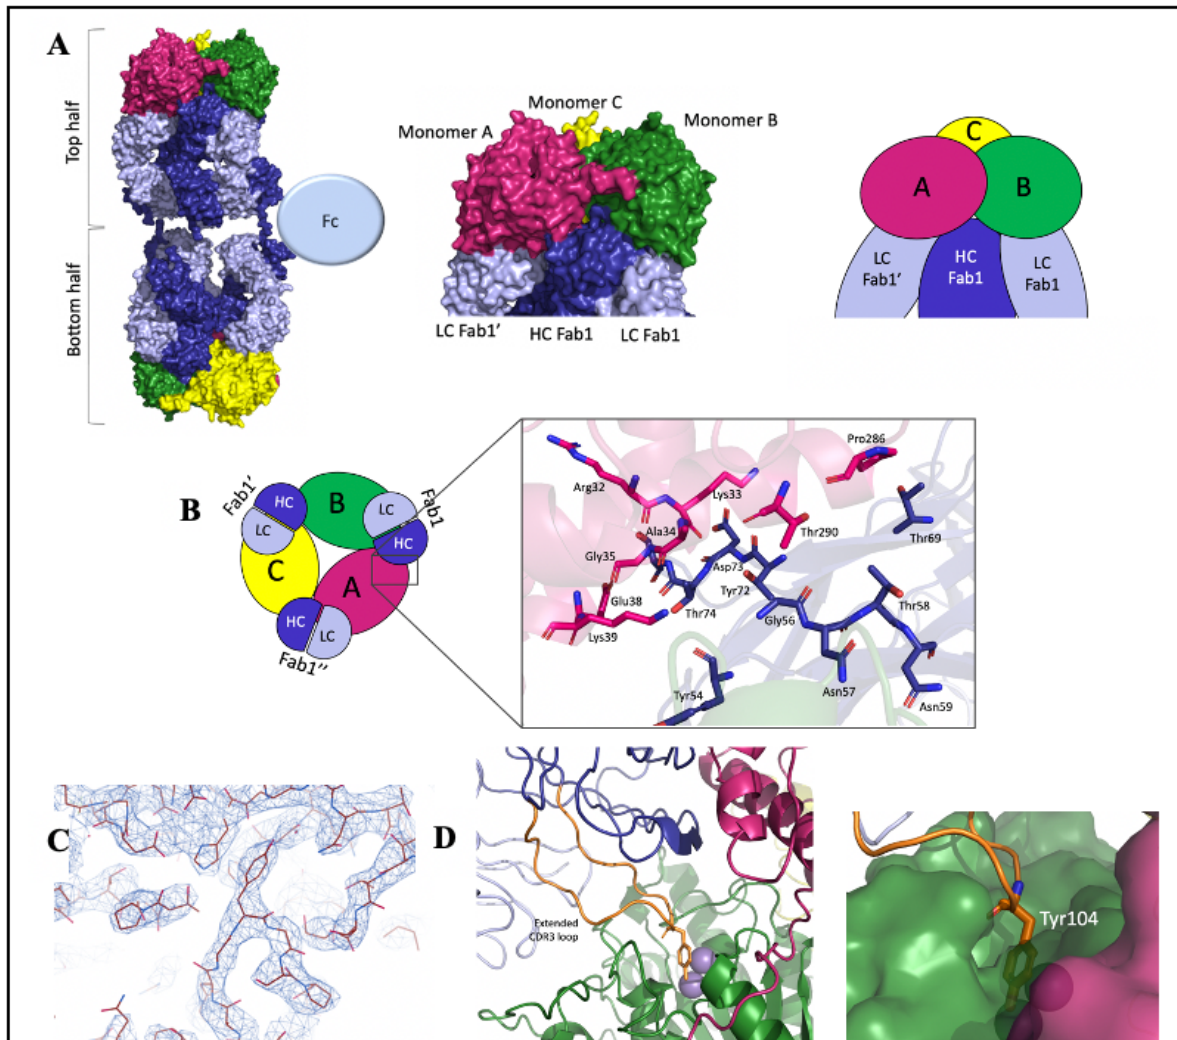 A
Top half
Bottom half
Fc
Monomer C
Monomer A
Monomer B
LC Fab1′
HC Fab1
LC Fab1
C
A
B
LC
Fab1′
HC
Fab1
LC
Fab1
B
Fab1′
HC
LC
B
LC
HC
Fab1
C
A
HC
LC
Fab1′′
Arg32
Lys33
Pro286
Ala34
Thr290
Thr69
Gly35
Asp73
Glu38
Tyr72
Thr74
Gly56
Thr58
Lys39
Tyr54
Asn57
Asn59
C
D
Extended
CDR3 loop
Tyr104